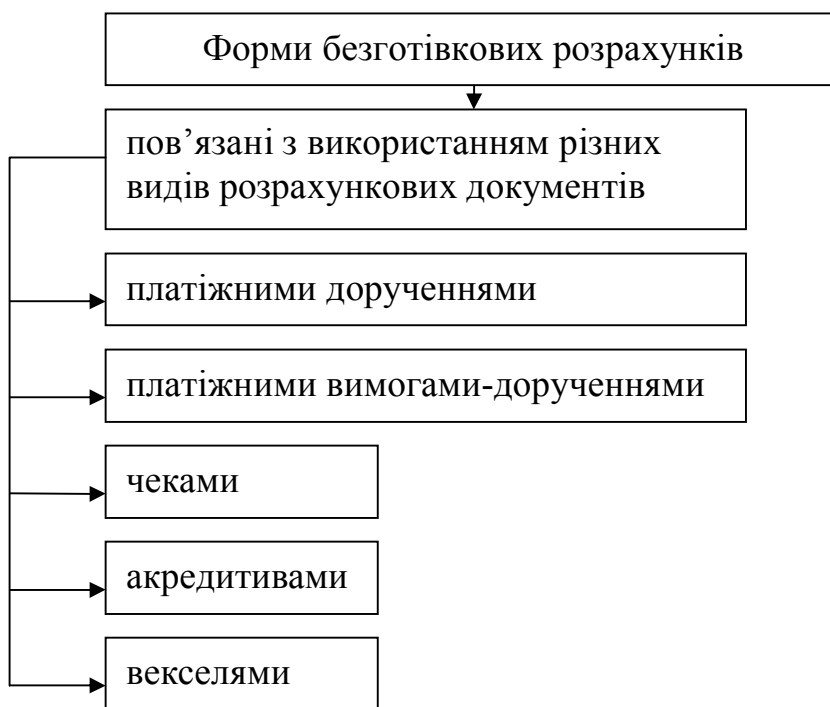 Форми безготівкових розрахунків
пов’язані з використанням різних
видів розрахункових документів
платіжними дорученнями
платіжними вимогами-дорученнями
чеками
акредитивами
векселями